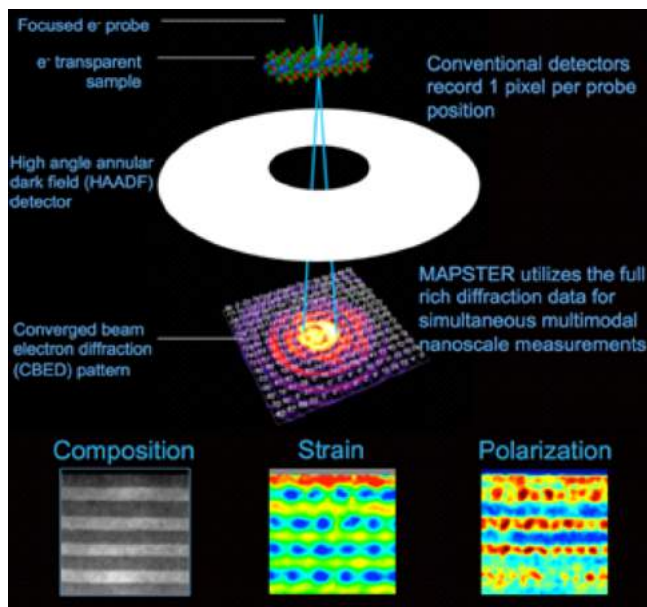 Focused e- probe
e- transparent
sample
Conventional detectors
record 1 pixel per probe
position
High angle annular
dark field (HAADF)
detector
MAPSTER utilizes the full
rich diffraction data for
simultaneous multimodal
nanoscale measurements
Converged beam
electron diffraction
(CBED) pattern
Composition
Strain
Polarization